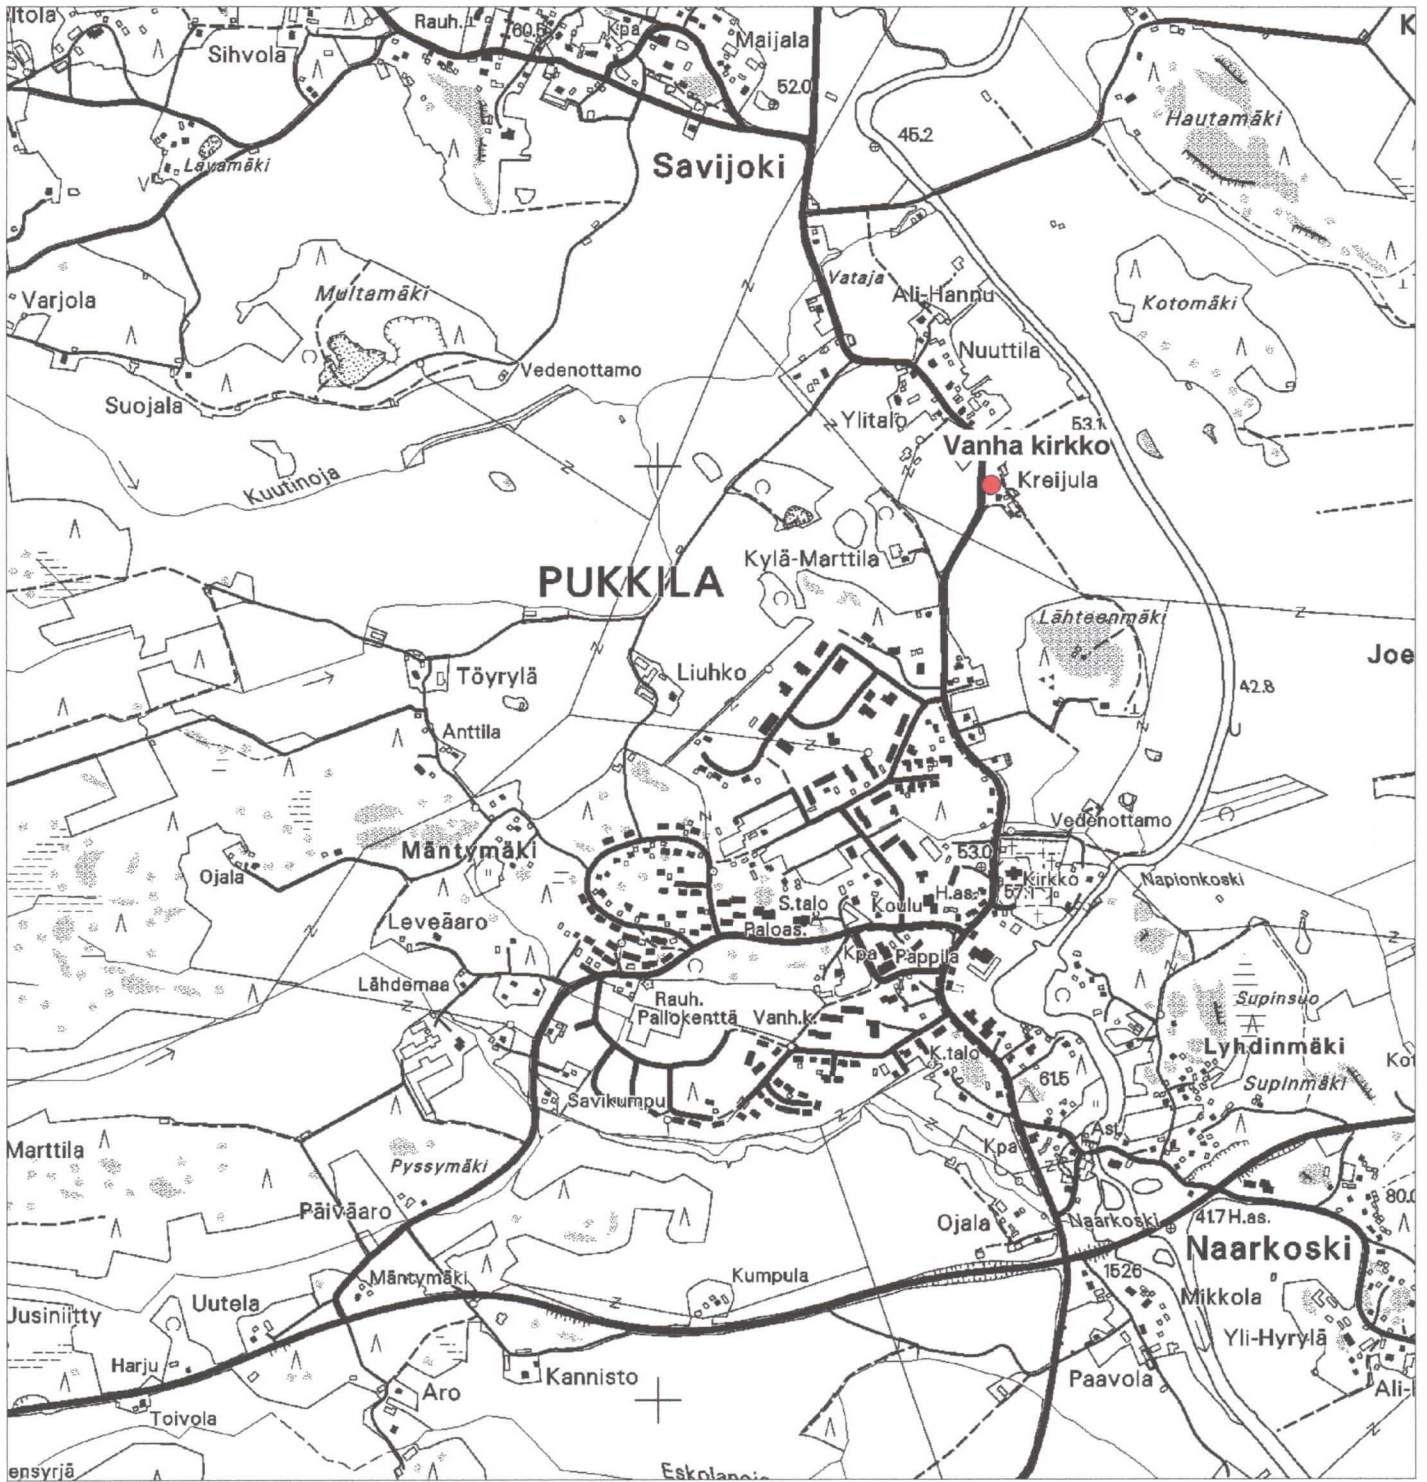 ltola
Rauh.
60.5
Kpa
Maijala
K
Sihvola
52.0
Hautamäki
45.2
Lavamäki
Savijoki
Vataja
Ali-Hannu
Varjola
Multamäki
Kotomäki
Nuuttila
Vedenottamo
Suojala
Ylitalo
53.1
Vanha kirkko
Kreijula
Kuutinoja
Kylä-Marttila
PUKKILA
Lähteenmäki
Joe
Töyrylä
Liuhko
42.8
Anttila
Vedenottamo
Mäntymäki
53.0
Ojala
Kirkko
Napionkoski
57.1
H.as.
S.talo
Koulu
Leveäaro
Paloas.
Kpa
Pappila
Lähdemaa
Rauh.
Pallokenttä
Vanh.k.
Supinsuo
Lyhdinmäki
K.talo
Kot
61.5
Supinmäki
Savikumpu
Ast.
Marttila
Kpa
Pyssymäki
80.0
Päiväaro
Ojala
Naarkoski
41.7 H.as.
Naarkoski
Mäntymäki
Kumpula
1526
Uutela
Mikkola
Jusiniitty
Yli-Hyrylä
Harju
Kannisto
Paavola
Aro
Ali-
Toivola
ensyrjä